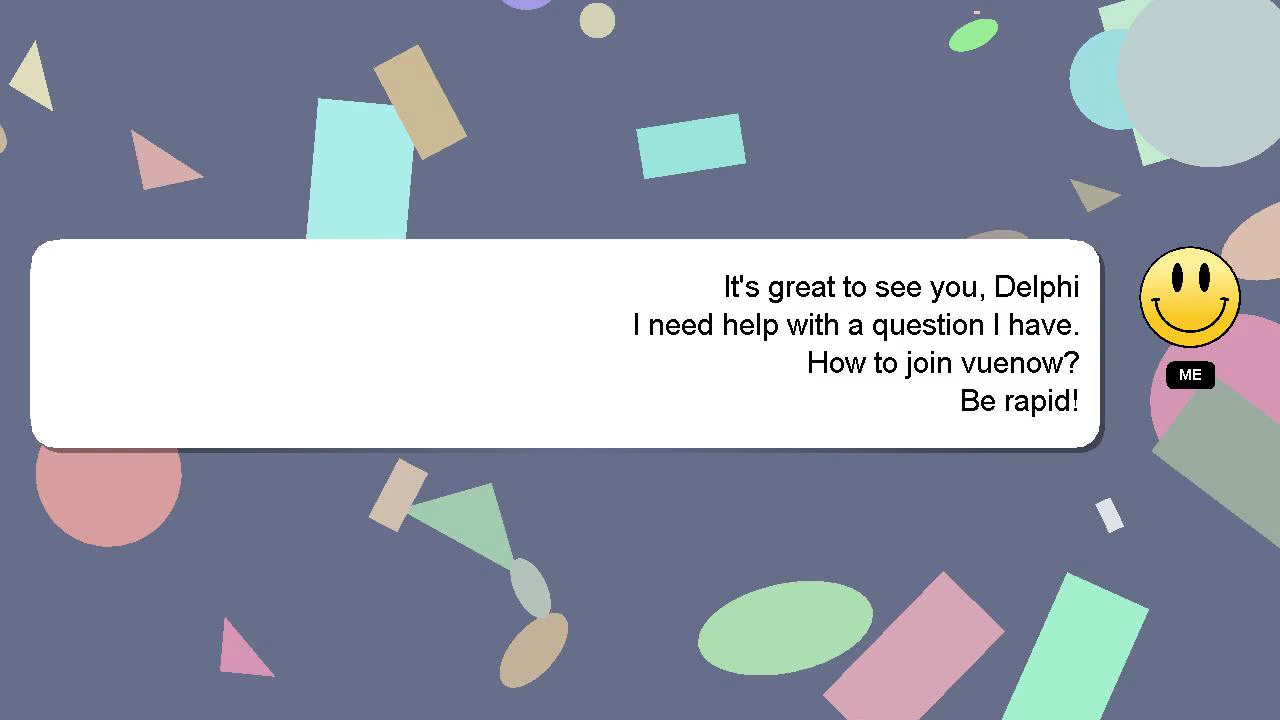 It's great to see you, Delphi
I need help with a question I have.
How to join vuenow?
Be rapid!
ME